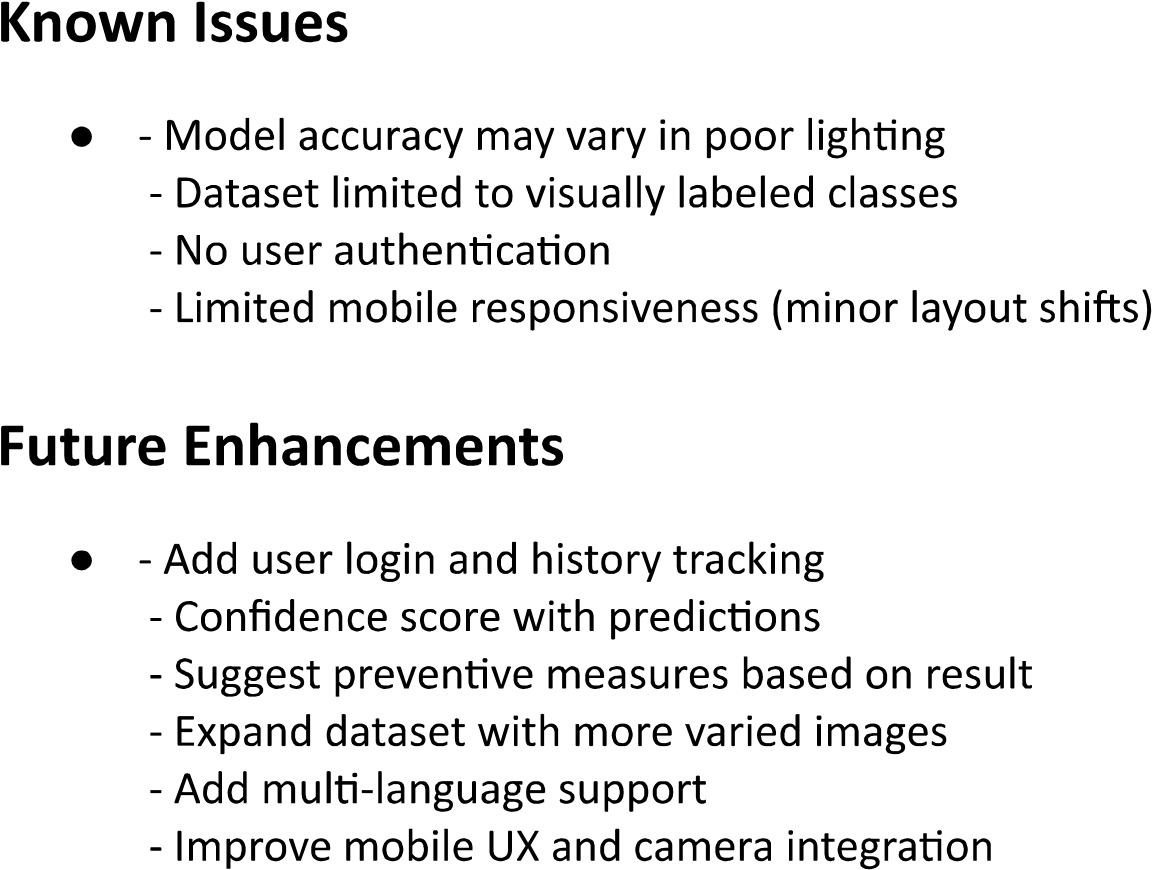 Known Issues
● - Model accuracy may vary in poor lighting
- Dataset limited to visually labeled classes
- No user authentication
- Limited mobile responsiveness (minor layout shifts)
Future Enhancements
● - Add user login and history tracking
- Confidence score with predictions
- Suggest preventive measures based on result
- Expand dataset with more varied images
- Add multi-language support
- Improve mobile UX and camera integration